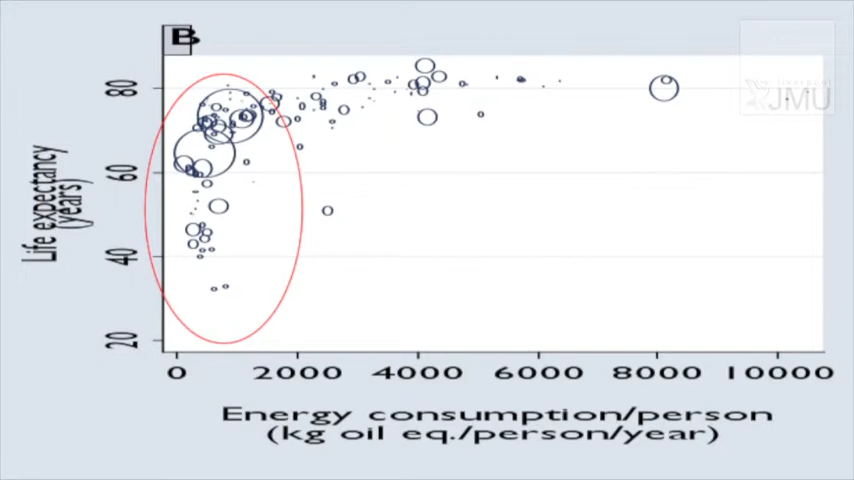 B
JMU
80
60
40
20
Life expectancy
(years)
0 2000 4000 6000 8000 10000
Energy consumption/person
(kg oil eq./person/year)